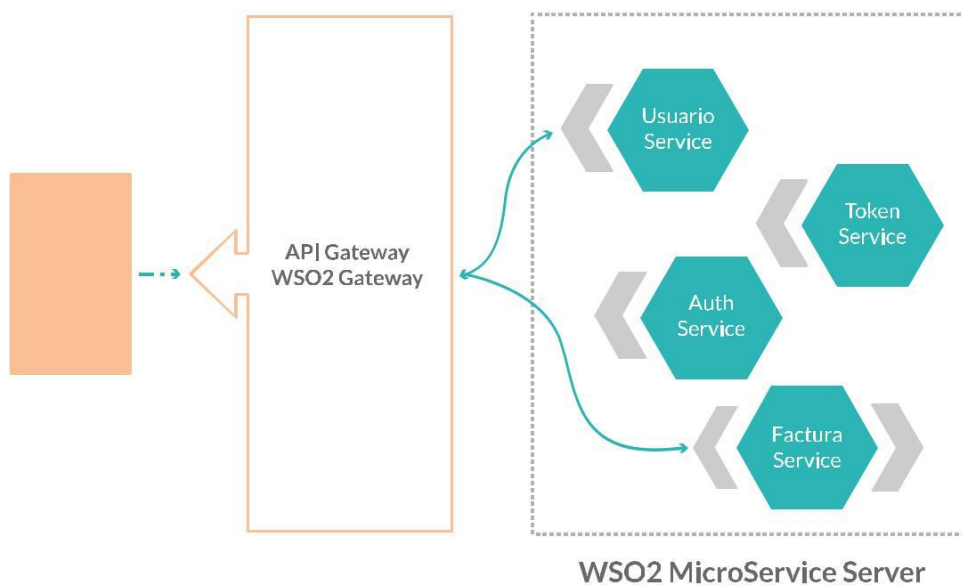 Usuario
Service
Token
Service
API Gateway
WSO2 Gateway
Auth
Service
Factura
Service
WSO2 MicroService Server